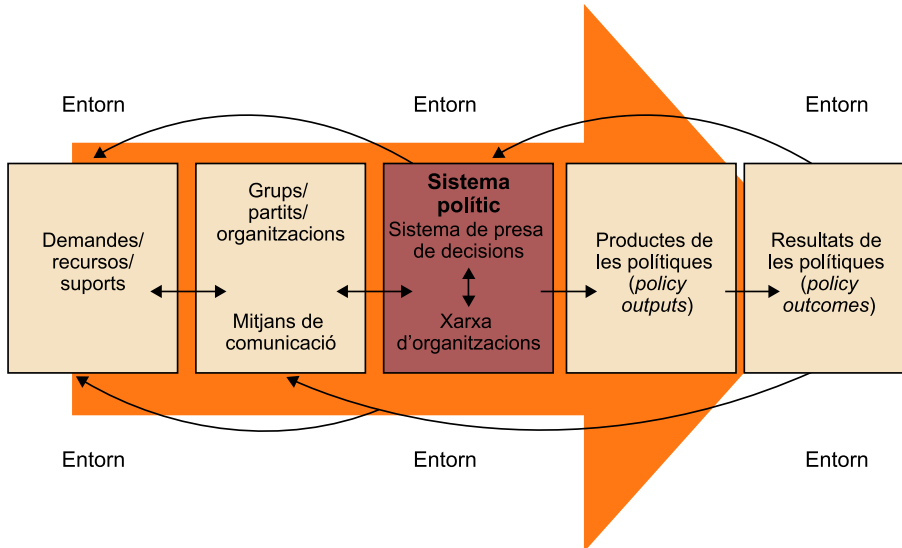 Entorn
Entorn
Entorn
Demandes/
recursos/
suports
Grups/
partits/
organitzacions
Mitjans de
comunicació
Sistema
polític
Sistema de presa
de decisions
Xarxa
d’organitzacions
Productes de
les polítiques
(policy
outputs)
Resultats de
les polítiques
(policy
outcomes)
Entorn
Entorn
Entorn